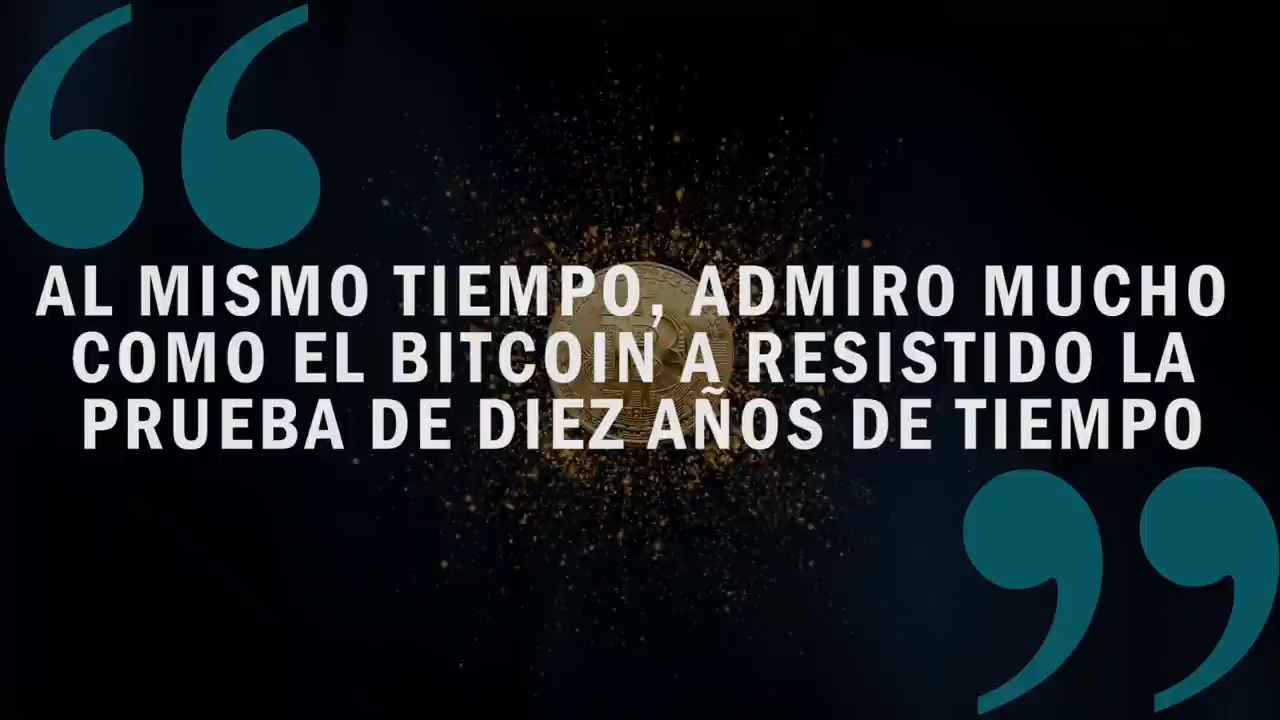 AL MISMO TIEMPO, ADMIRO MUCHO
COMO EL BITCOIN A RESISTIDO LA
PRUEBA DE DIEZ AÑOS DE TIEMPO